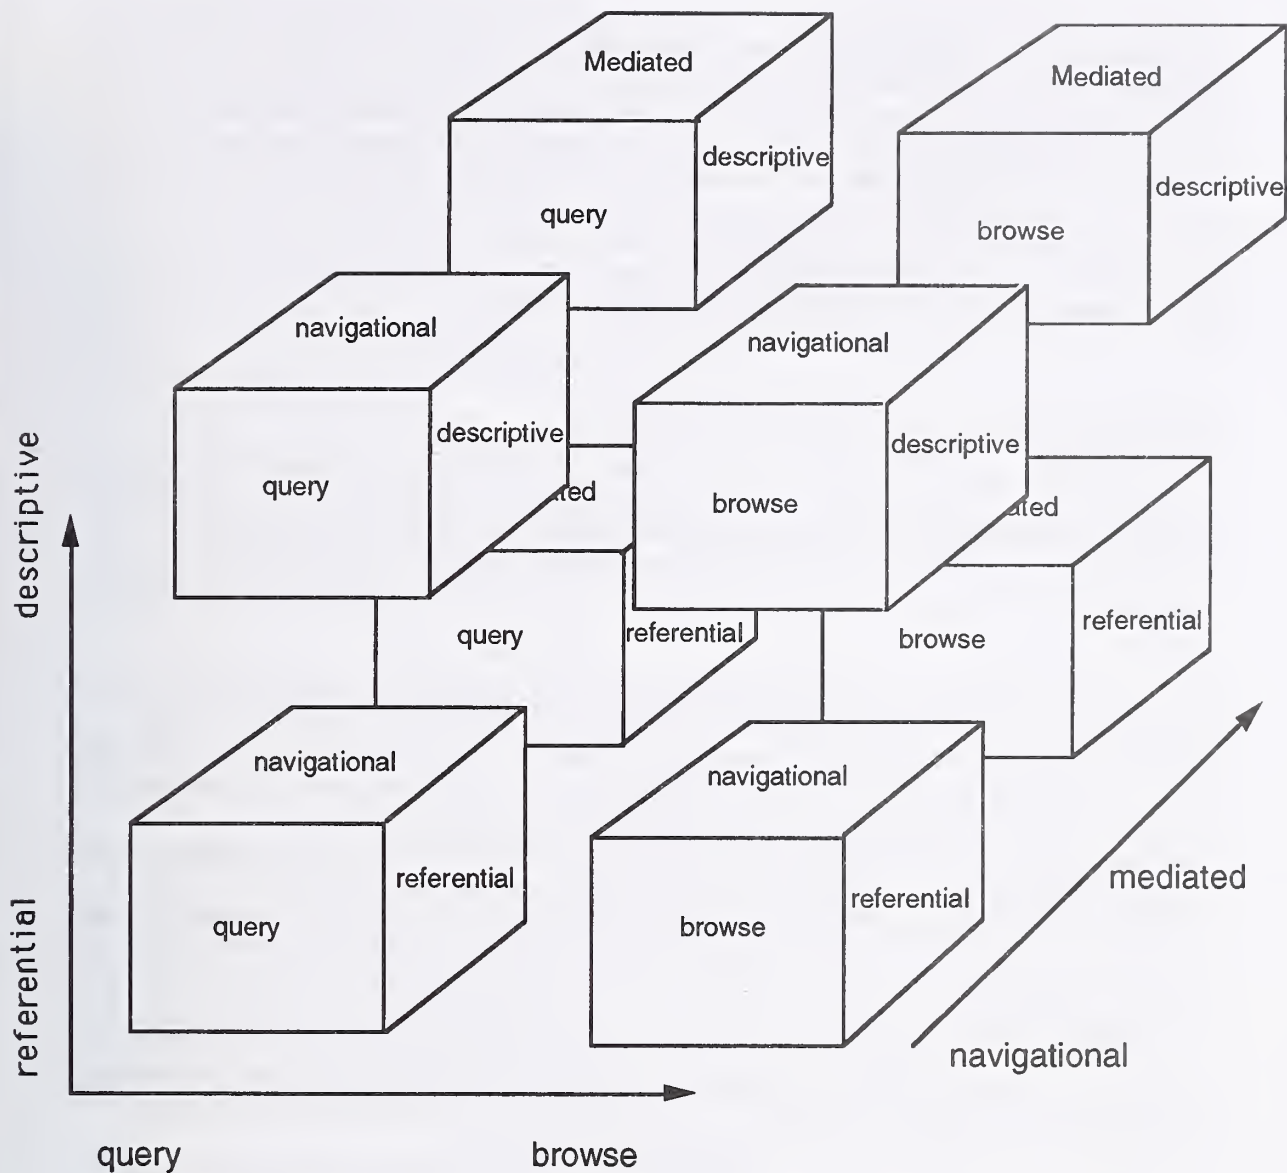 Mediated
Mediated
descriptive
descriptive
query
browse
navigational
navigational
descriptive
descriptive
query
browse
query
referential
browse
referential
navigational
navigational
referential
referential
query
browse
descriptive
referential
mediated
navigational
query
browse